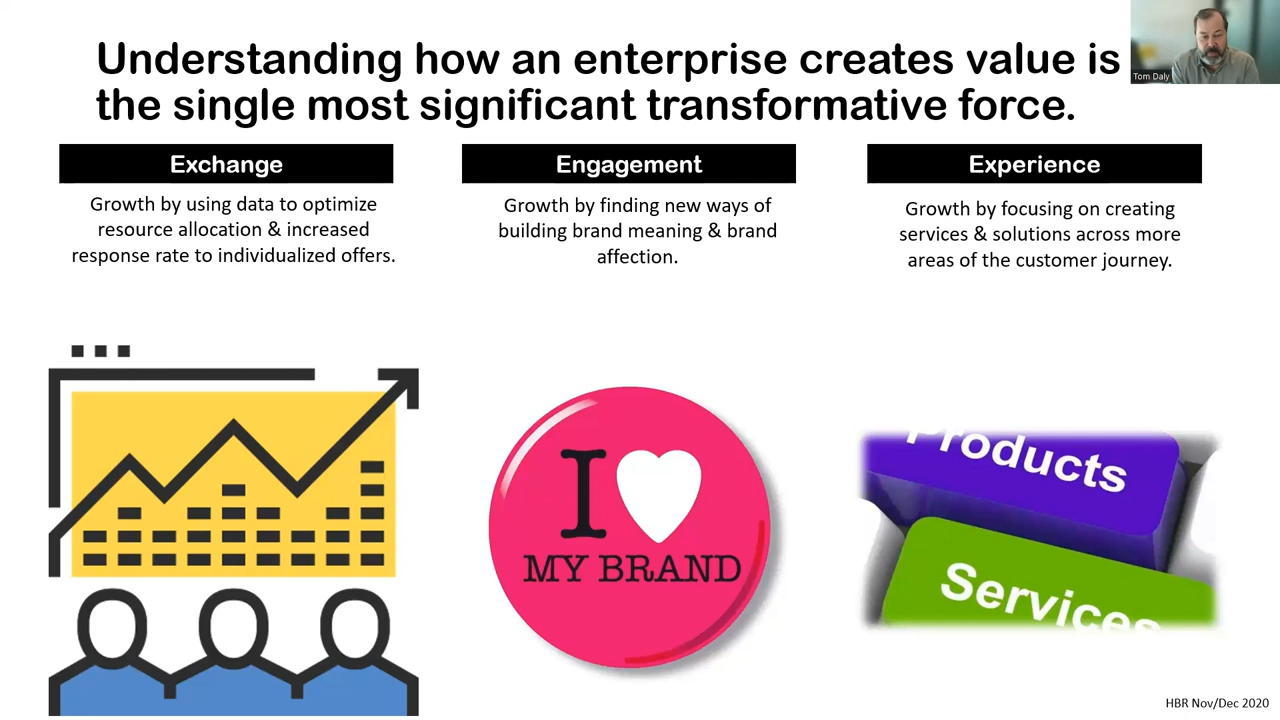 Understanding how an enterprise creates value is
the single most significant transformative force.
Tom Daly
Exchange
Growth by using data to optimize
resource allocation & increased
response rate to individualized offers.
Engagement
Growth by finding new ways of
building brand meaning & brand
affection.
Experience
Growth by focusing on creating
services & solutions across more
areas of the customer journey.
I
MY BRAND
Products
Services
HBR Nov/Dec 2020